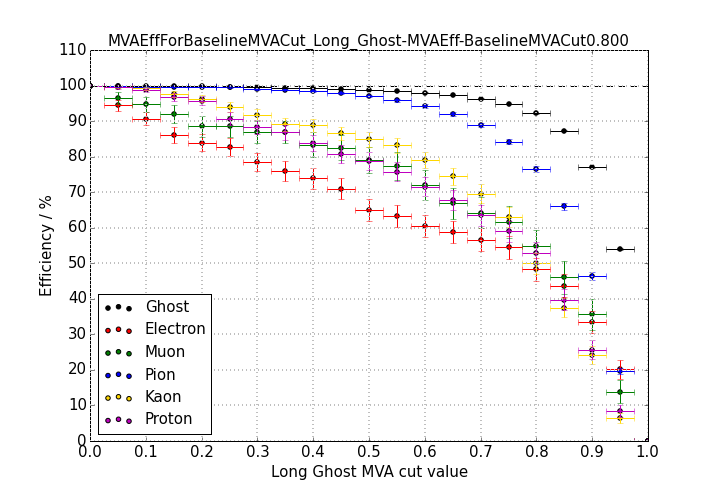 MVAEffForBaselineMVACut_Long_Ghost-MVAEff-BaselineMVACut0.800
110
100
90
80
70
60
50
40
30
20
10
0
Efficiency / %
Ghost
Electron
Muon
Pion
Kaon
Proton
0.0 0.1 0.2 0.3 0.4 0.5 0.6 0.7 0.8 0.9 1.0
Long Ghost MVA cut value